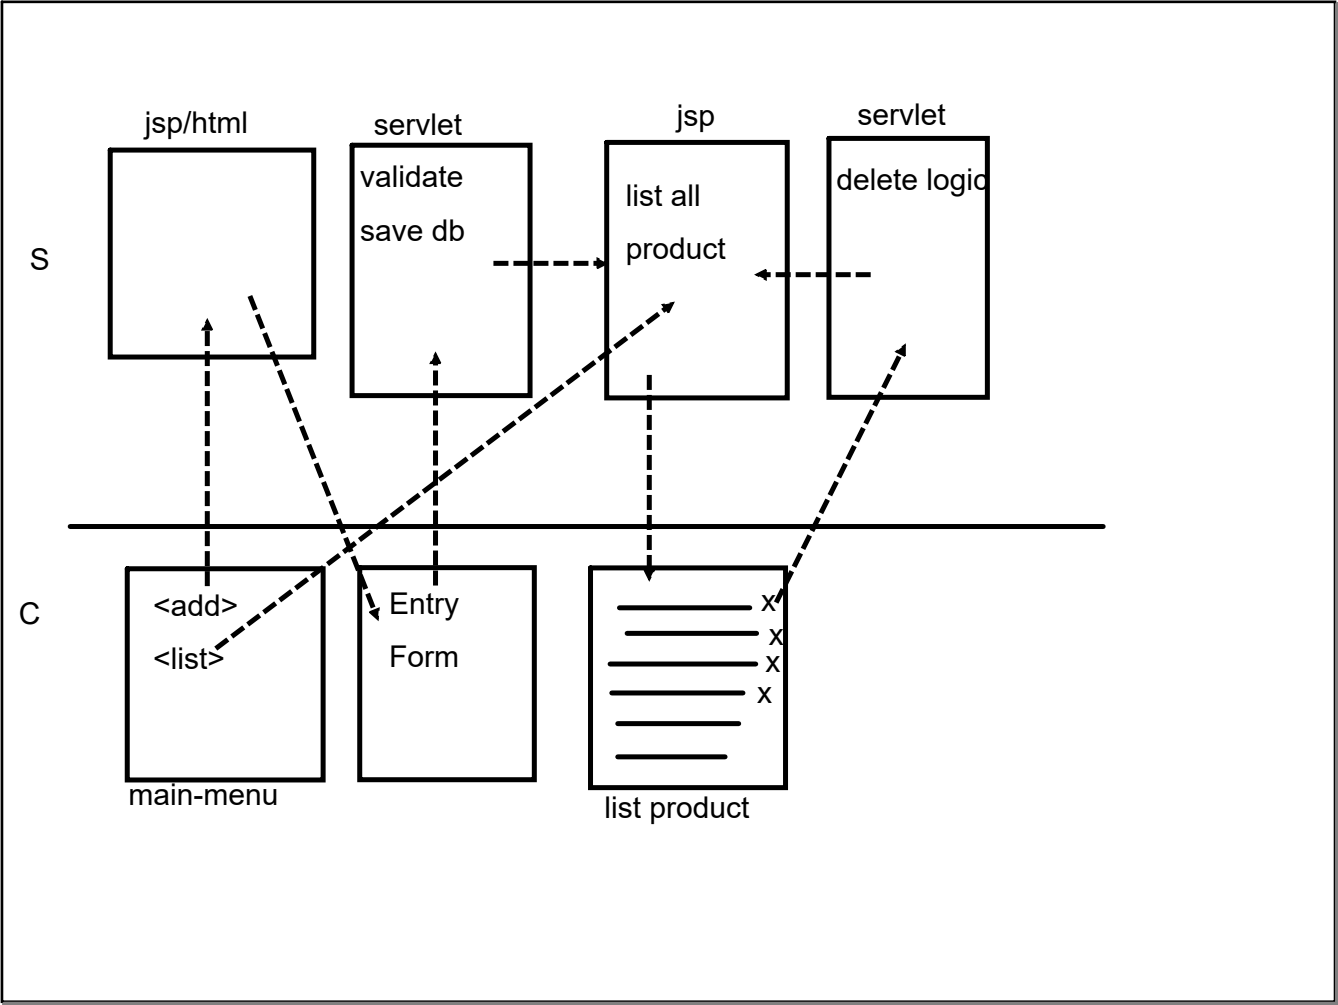 jsp/html
servlet
jsp
servlet
validate
save db
list all
product
delete logic
S
C
<add>
<list>
main-menu
Entry
Form
x
x
x
x
list product